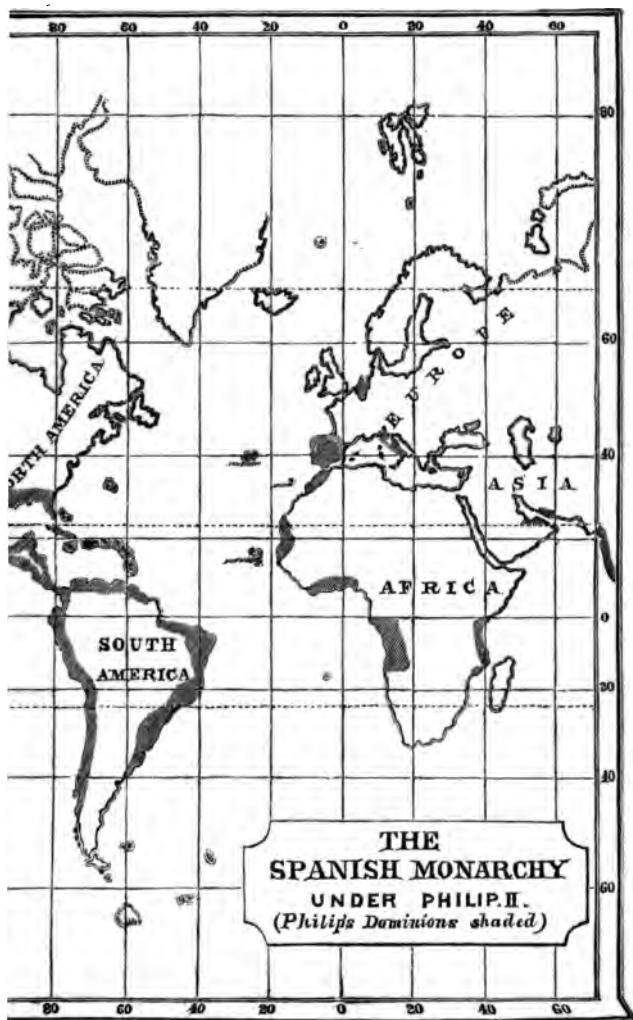 80 60 40 20 0 20 40 60
80
60
EUROPE
NORTH AMERICA
40
ASIA
AFRICA
0
SOUTH
AMERICA
20
40
THE
SPANISH MONARCHY
UNDER PHILIP.II.
(Philips Dominions shaded)
60
80 60 40 20 0 20 40 60